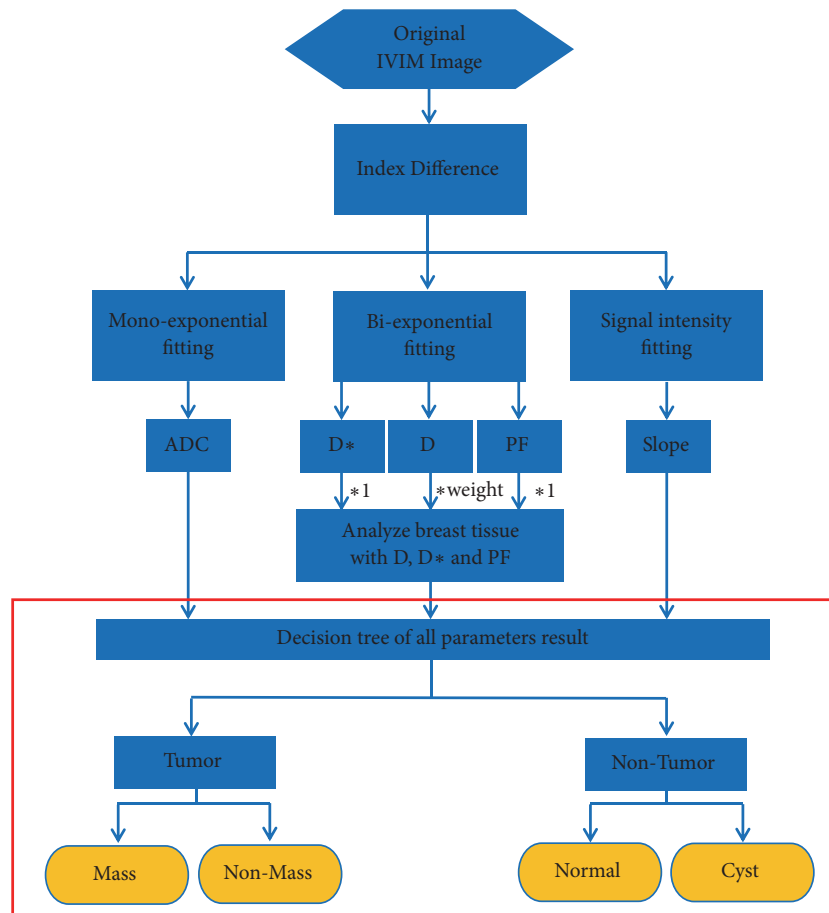 Original
IVIM Image
Index Difference
Mono-exponential
fitting
Bi-exponential
fitting
Signal intensity
fitting
ADC
D*
D
PF
Slope
*1
*weight
*1
Analyze breast tissue
with D, D* and PF
Decision tree of all parameters result
Tumor
Non-Tumor
Mass
Non-Mass
Normal
Cyst